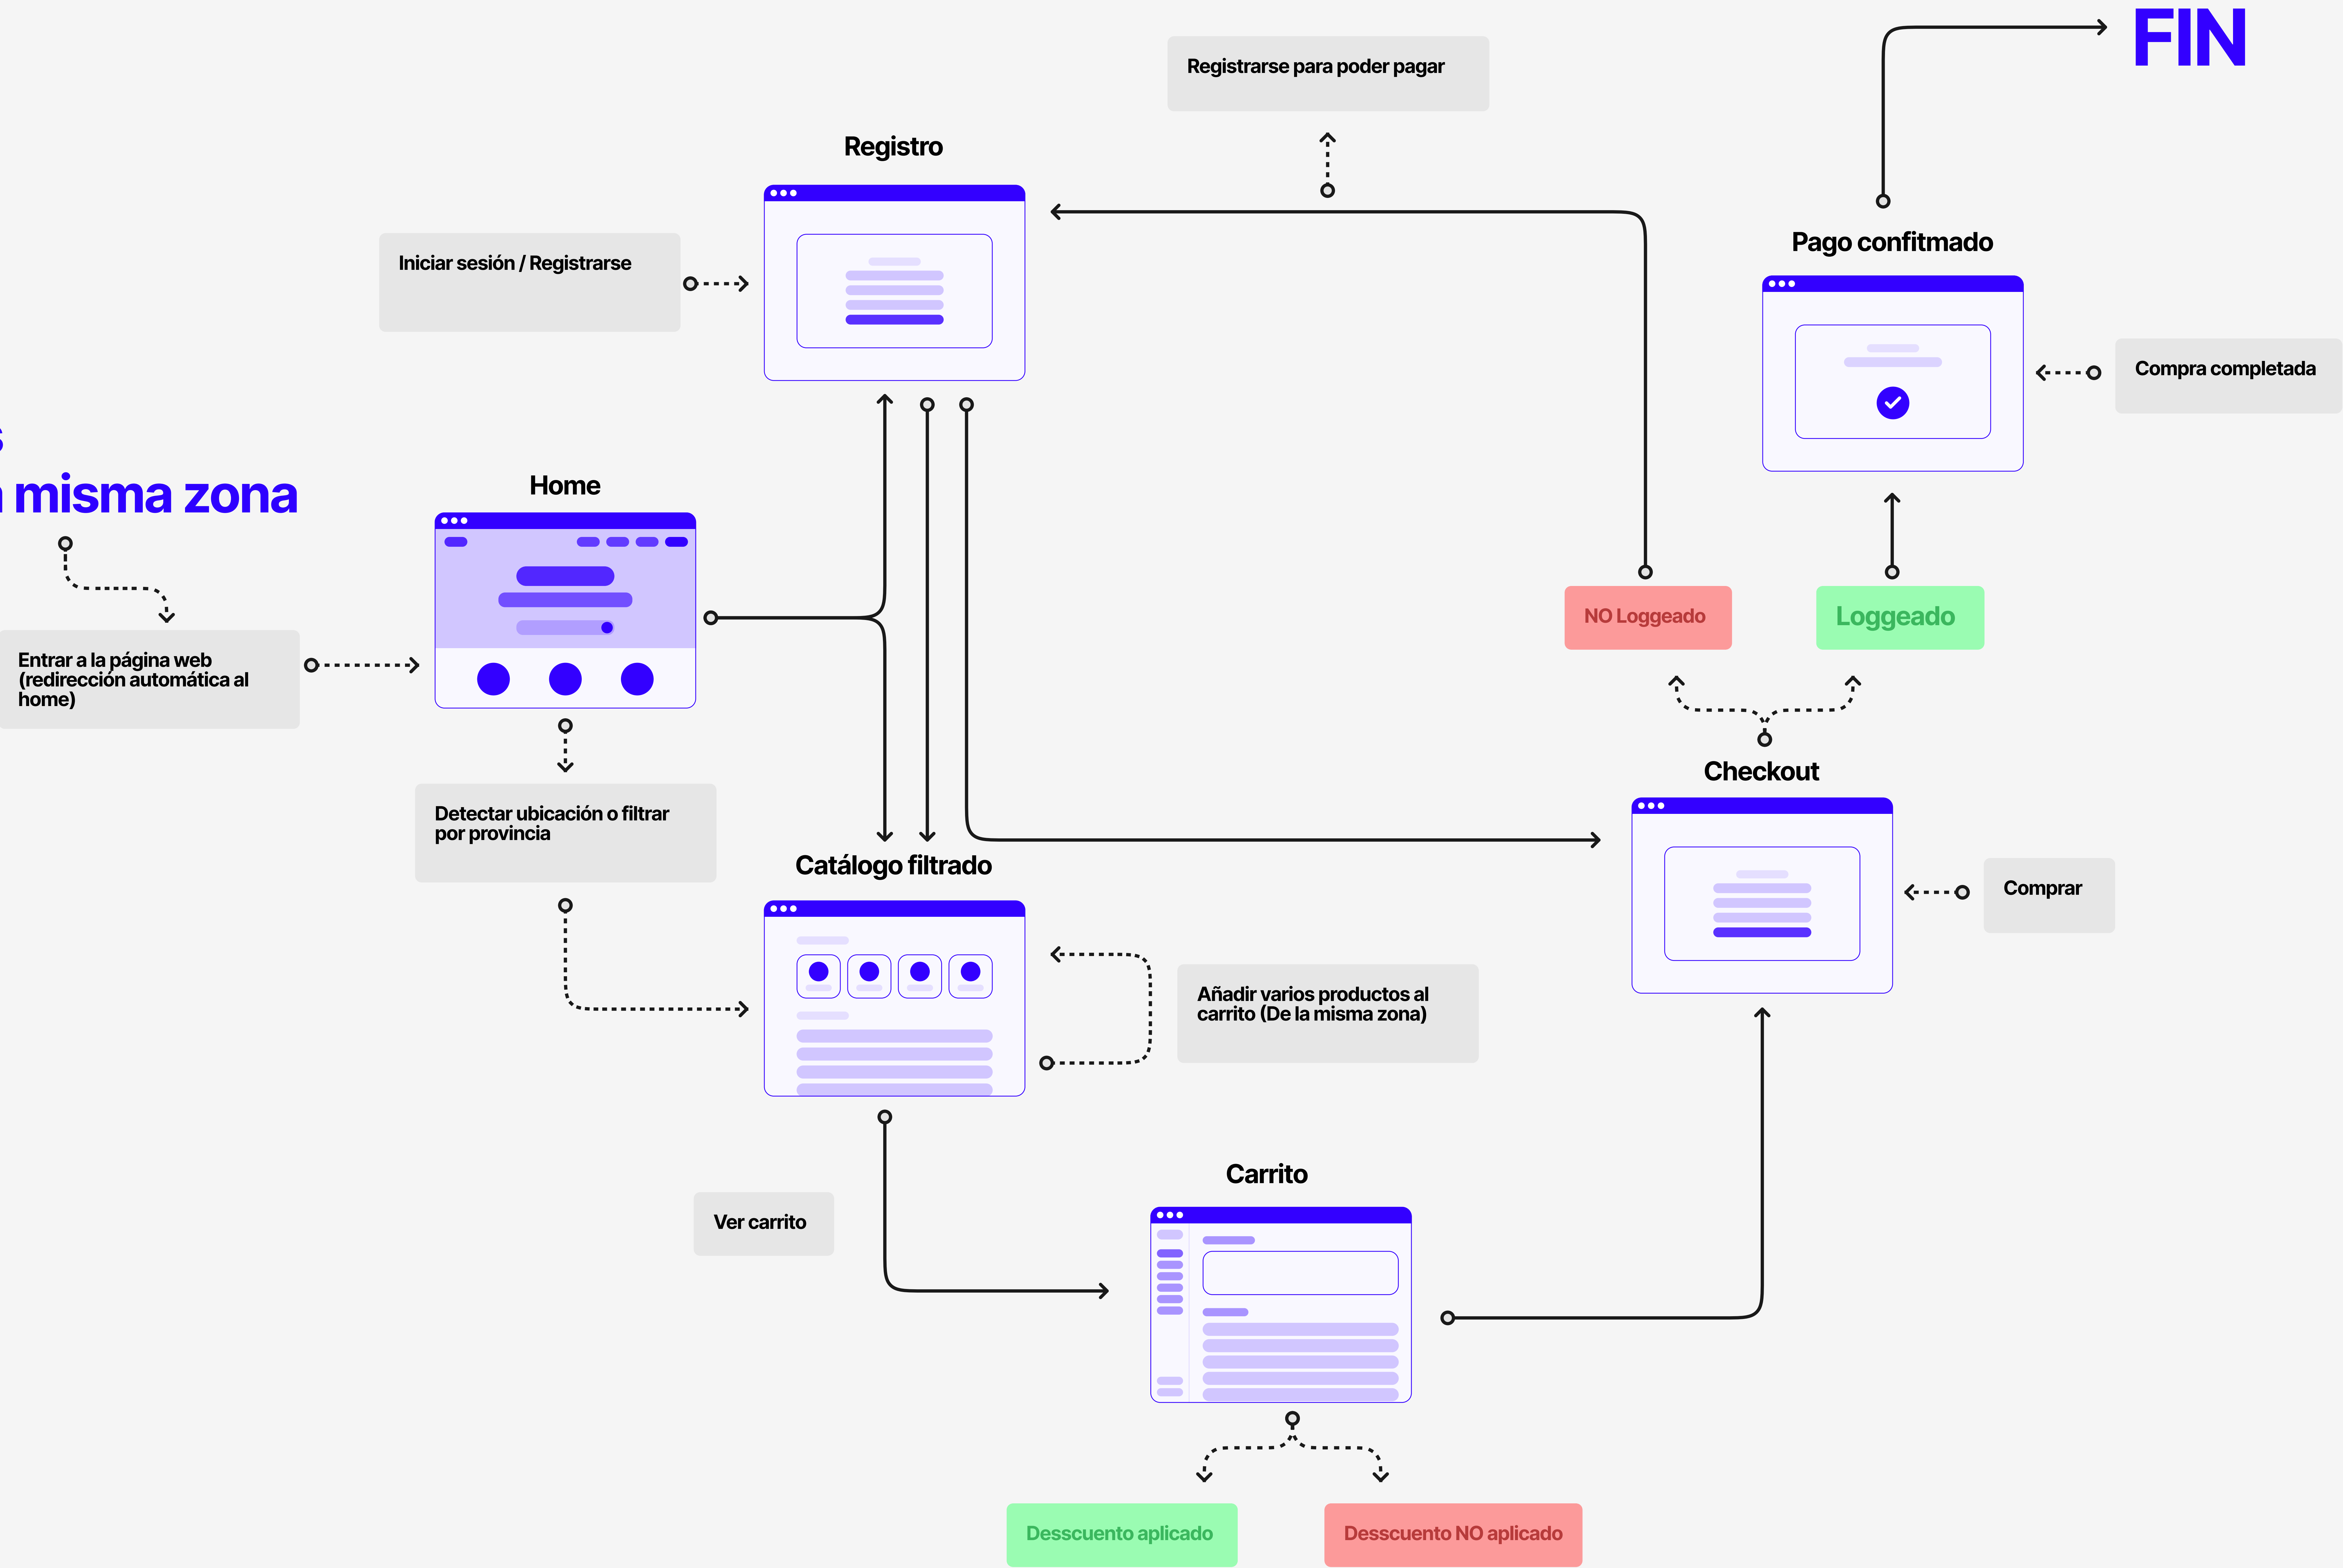 FIN
Registrarse para poder pagar
Registro
Iniciar sesión / Registrarse
Pago confitmado
Compra completada
misma zona
Home
Entrar a la página web
(redirección automática al
home)
NO Loggeado
Loggeado
Detectar ubicación o filtrar
por provincia
Checkout
Catálogo filtrado
Comprar
Añadir varios productos al
carrito (De la misma zona)
Carrito
Ver carrito
Desscuento aplicado
Desscuento NO aplicado